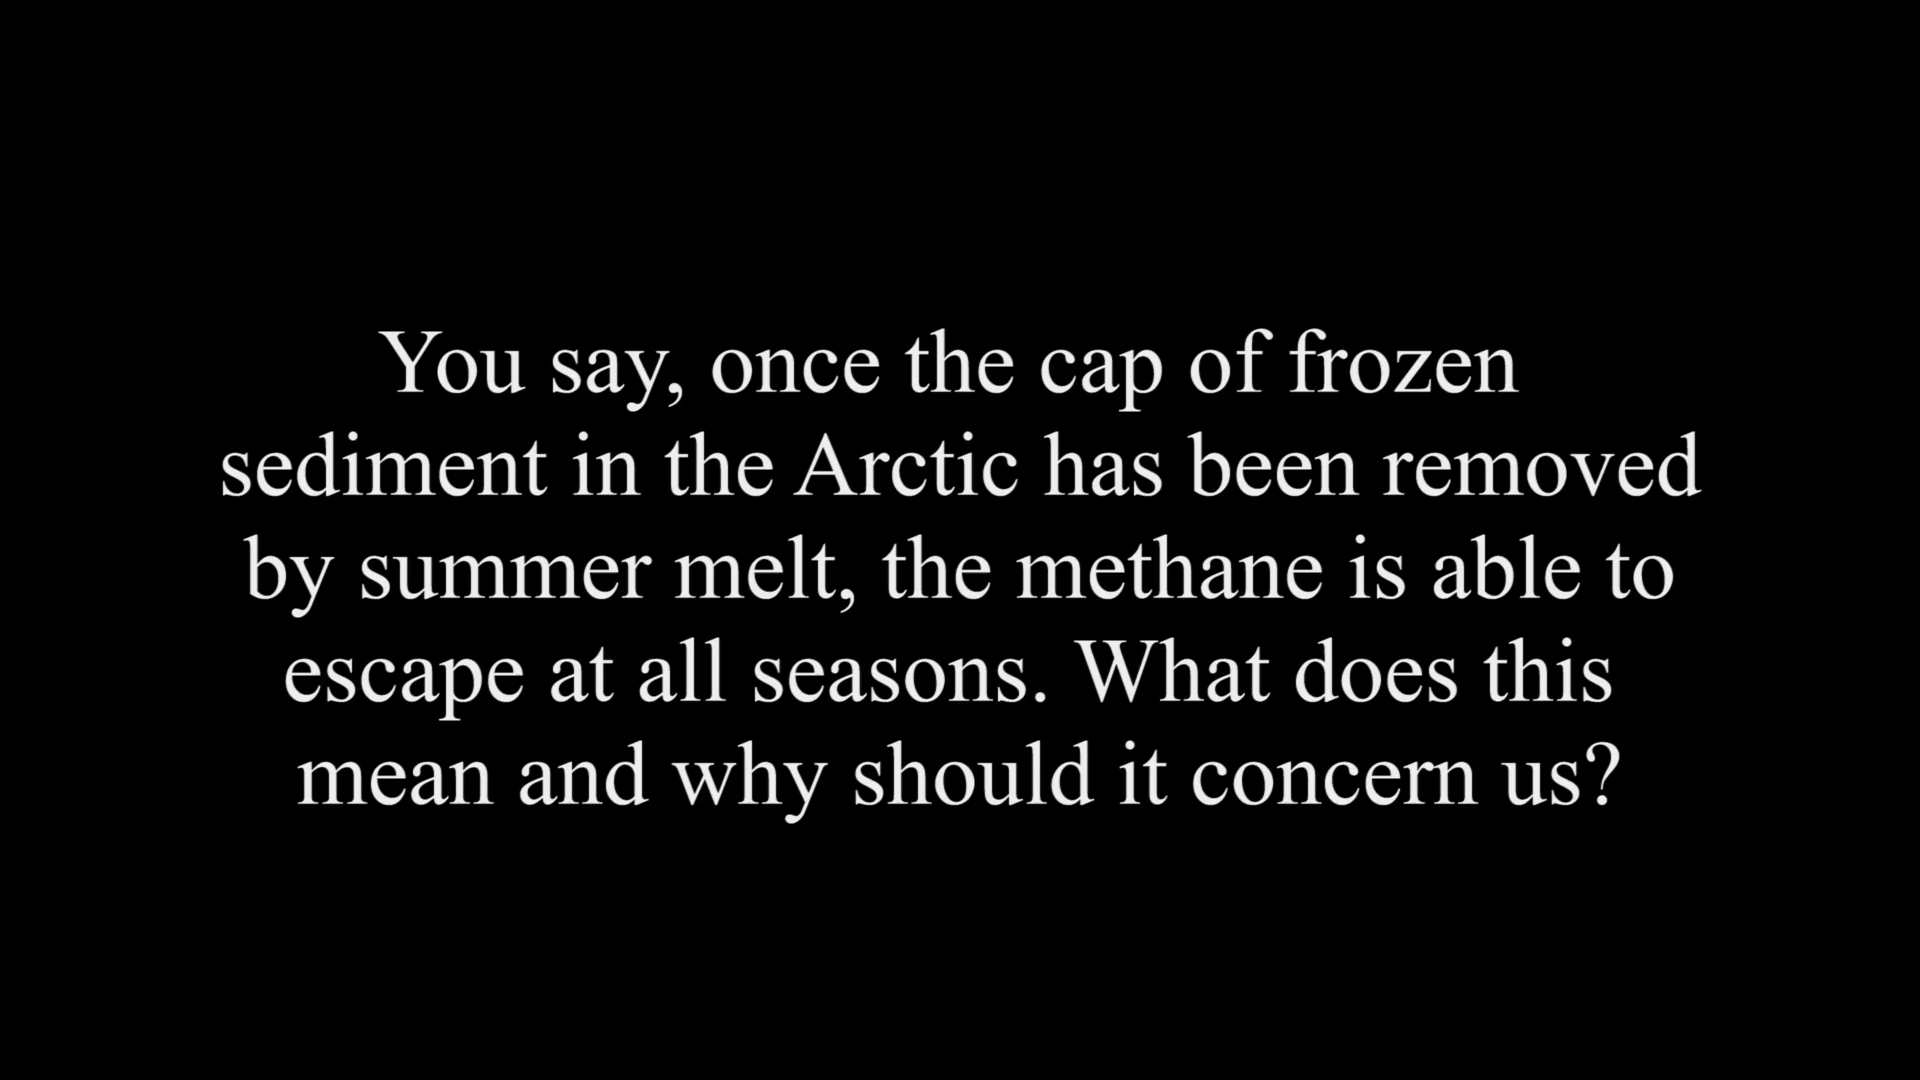 You say, once the cap of frozen
sediment in the Arctic has been removed
by summer melt, the methane is able to
escape at all seasons. What does this
mean and why should it concern us?